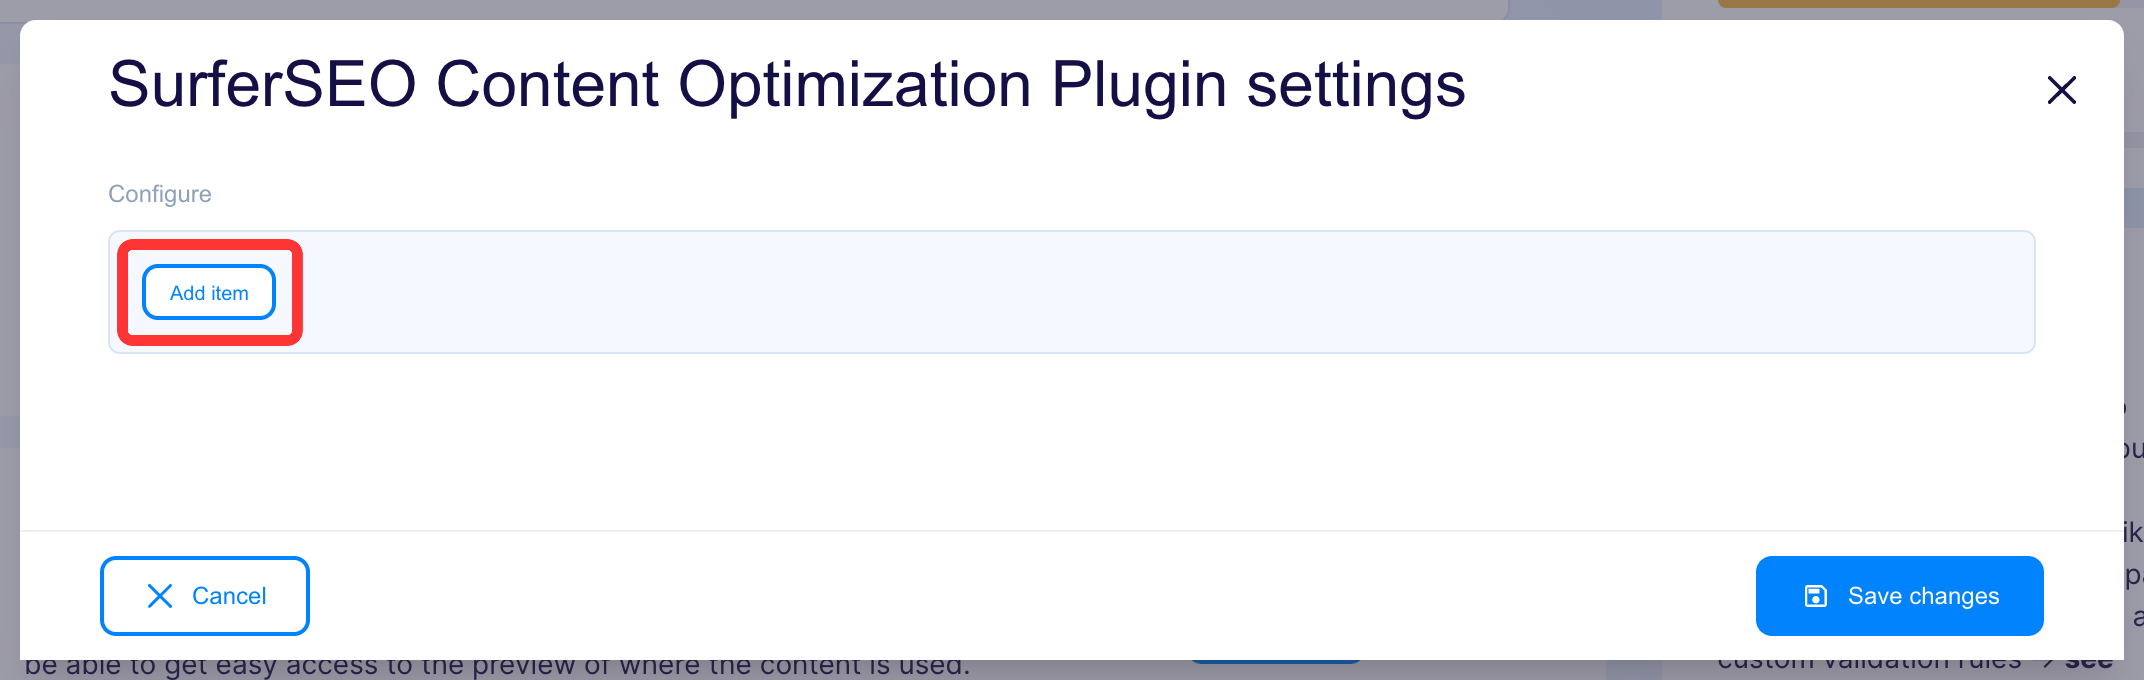 SurferSEO Content Optimization Plugin settings
Configure
Add item
Cancel
Save changes
be able to get easy access to the preview of where the content is used.
custom validation rules → see